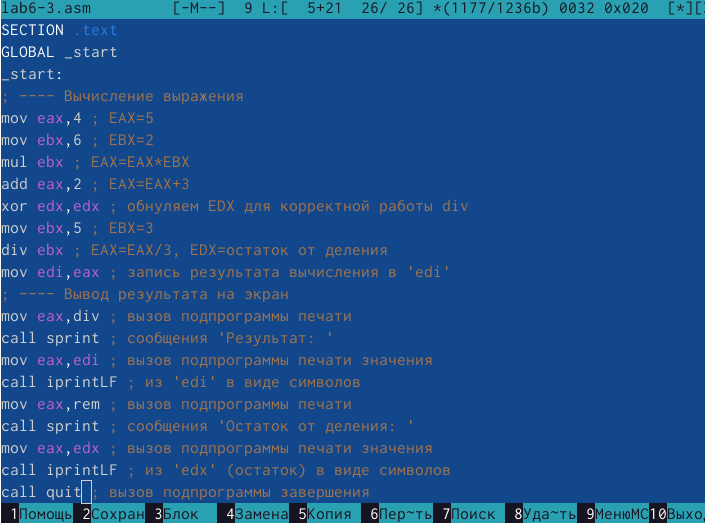 lab6-3.asm [-M--] 9 L:[ 5+21 26/ 26] *(1177/1236b) 0032 0x020 [*][
SECTION .text
GLOBAL _start
_start:
; ---- Вычисление выражения
mov eax,4 ; EAX=5
mov ebx,6 ; EBX=2
mul ebx ; EAX=EAX*EBX
add eax,2 ; EAX=EAX+3
xor edx,edx ; обнуляем EDX для корректной работы div
mov ebx,5 ; EBX=3
div ebx ; EAX=EAX/3, EDX=остаток от деления
mov edi,eax ; запись результата вычисления в 'edi'
; ---- Вывод результата на экран
mov eax,div ; вызов подпрограммы печати
call sprint ; сообщения 'Результат: '
mov eax,edi ; вызов подпрограммы печати значения
call iprintLF ; из 'edi' в виде символов
mov eax,rem ; вызов подпрограммы печати
call sprint ; сообщения 'Остаток от деления: '
mov eax,edx ; вызов подпрограммы печати значения
call iprintLF ; из 'edx' (остаток) в виде символов
call quit ; вызов подпрограммы завершения
1Помощь 2Сохран 3Блок 4Замена 5Копия 6Пер~ть 7Поиск 8Уда~ть 9МенюMC 10Выхо